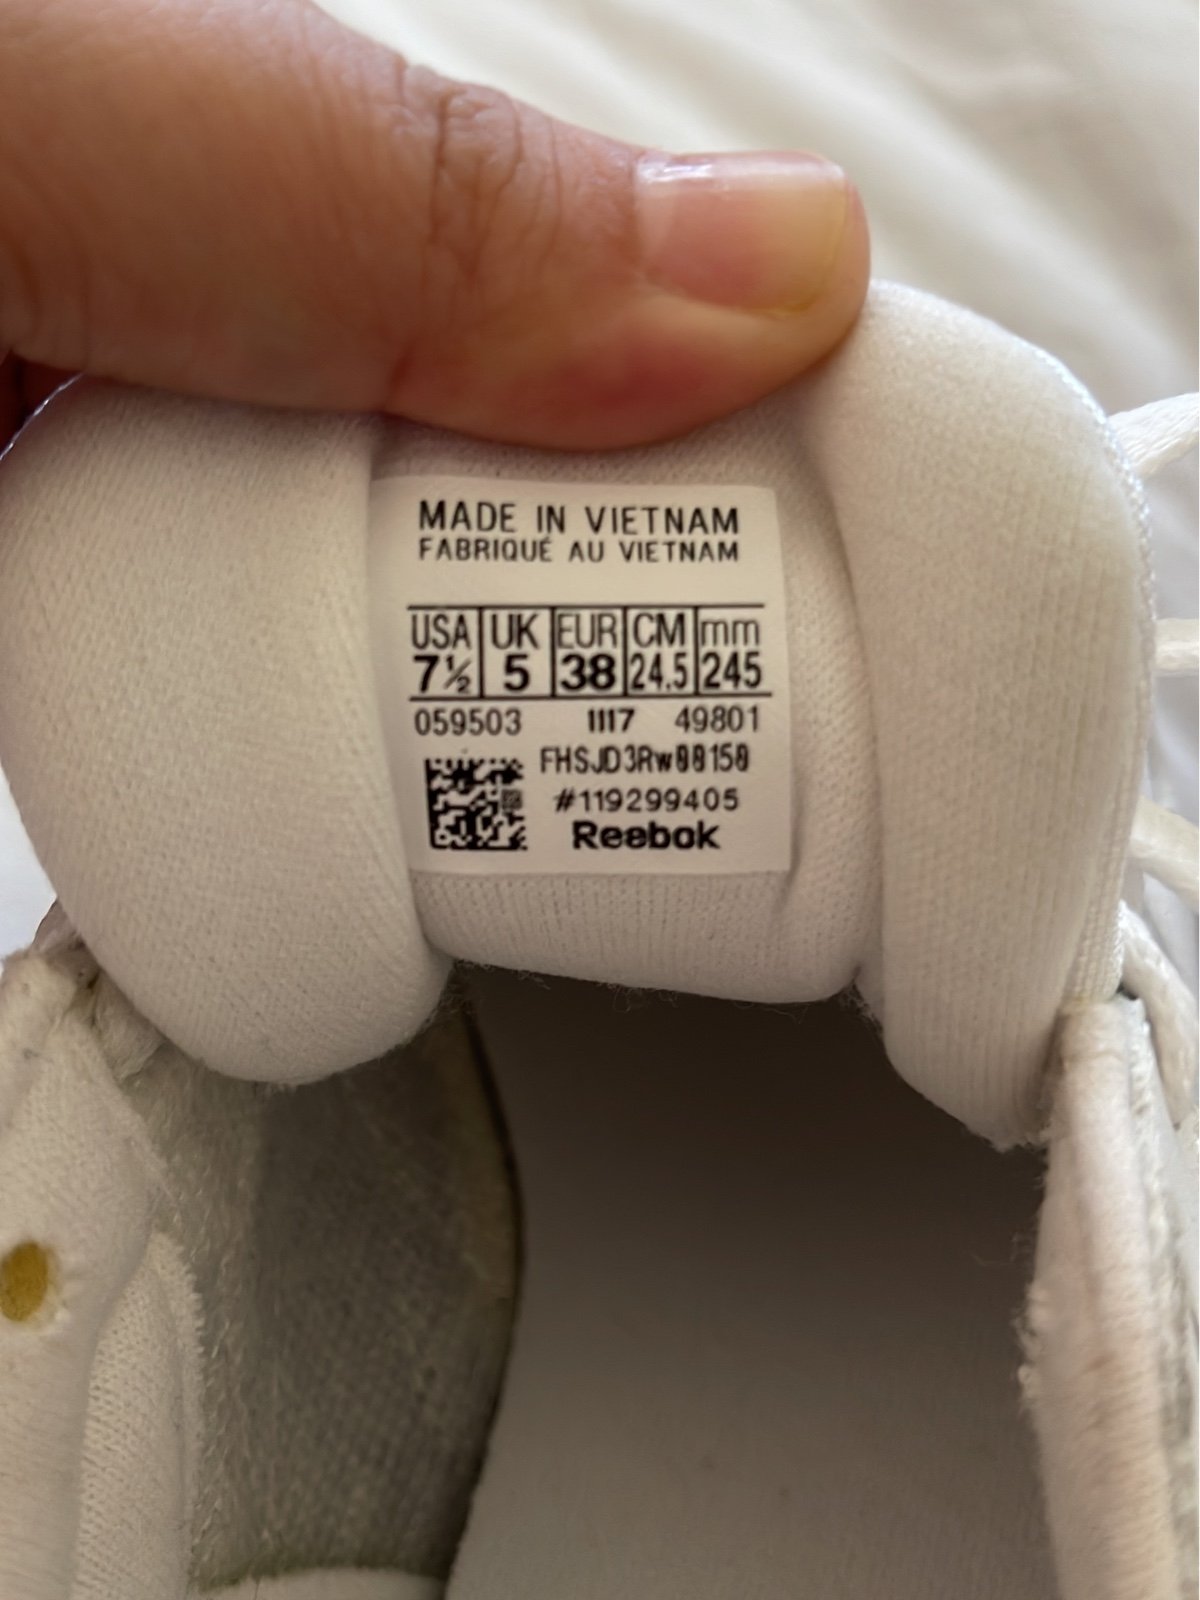 MADE IN VIETNAM
FABRIQUÉ AU VIETNAM
USA UK EUR CM mm
7½ 5 38 24.5 245
059503 1117 49801
FHSJD3Rw00150
#119299405
Reebok